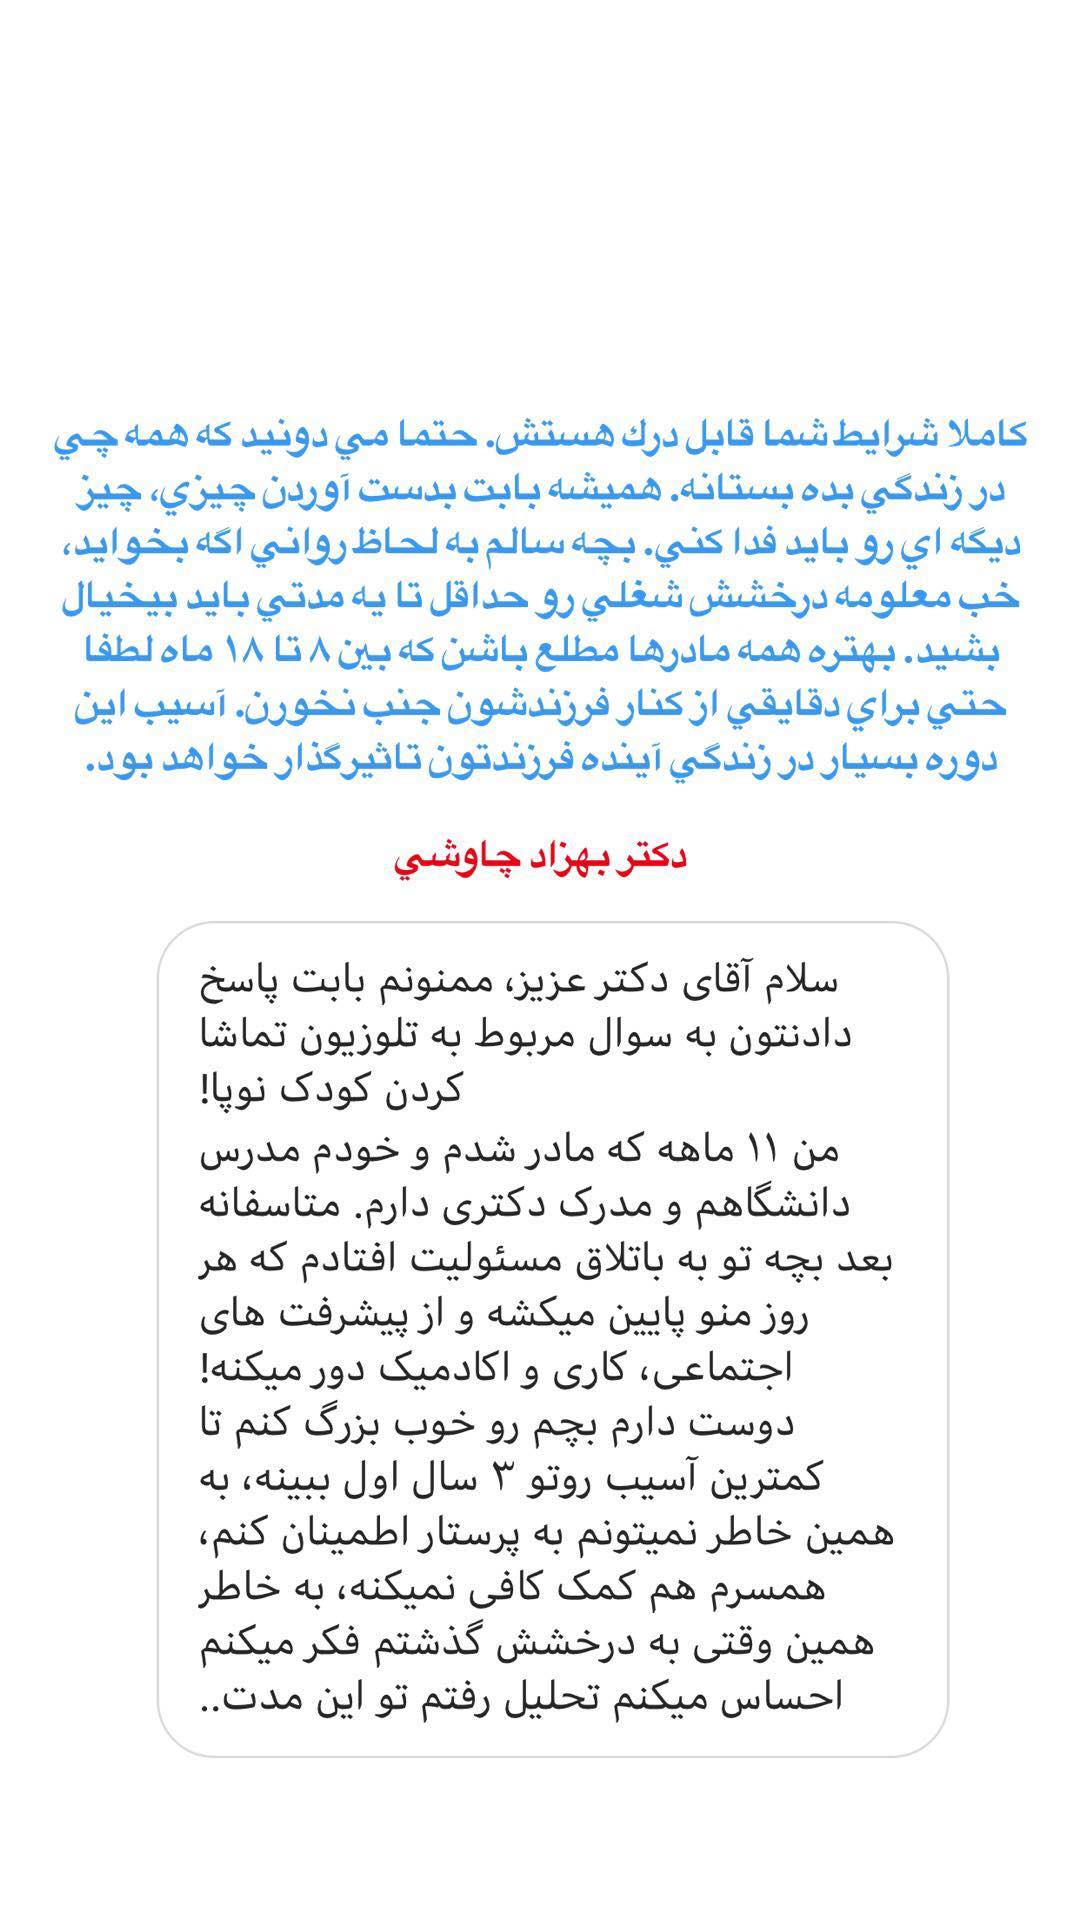 كاملا شرايط شما قابل درك هستش. حتما مي دونيد كه همه چي
در زندگي بده بستانه. هميشه بابت بدست آوردن چيزي، چيز
ديگه اي رو بايد فدا كني. بچه سالم به لحاظ رواني اگه بخوايد،
خب معلومه درخشش شغلي رو حداقل تا يه مدتي بايد بيخيال
بشيد. بهتره همه مادرها مطلع باشن كه بين ٨ تا ١٨ ماه لطفا
حتي براي دقايقي از كنار فرزندشون جنب نخورن. آسيب اين
دوره بسيار در زندگي آينده فرزندتون تاثيرگذار خواهد بود.
دكتر بهزاد چاوشي
سلام آقای دکتر عزیز، ممنونم بابت پاسخ
دادنتون به سوال مربوط به تلوزیون تماشا
کردن کودک نوپا!
من ۱۱ ماهه که مادر شدم و خودم مدرس
دانشگاهم و مدرک دکتری دارم. متاسفانه
بعد بچه تو به باتلاق مسئولیت افتادم که هر
روز منو پایین میکشه و از پیشرفت های
اجتماعی، کاری و اکادمیک دور میکنه!
دوست دارم بچم رو خوب بزرگ کنم تا
کمترین آسیب روتو ۳ سال اول ببینه، به
همین خاطر نمیتونم به پرستار اطمینان کنم،
همسرم هم کمک کافی نمیکنه، به خاطر
همین وقتی به درخشش گذشتم فکر میکنم
احساس میکنم تحلیل رفتم تو این مدت..